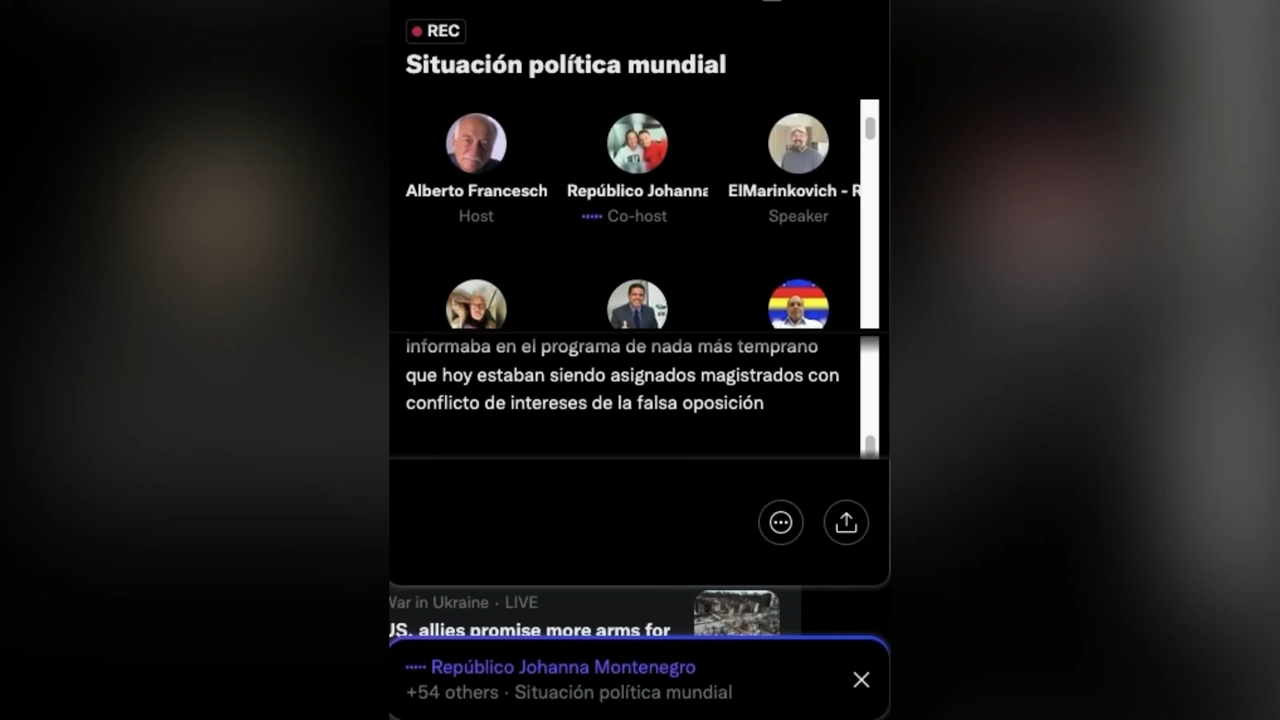 REC
Situación política mundial
Alberto Francesch
Repúblico Johanna
ElMarinkovich - R
Host
Co-host
Speaker
informaba en el programa de nada más temprano
que hoy estaban siendo asignados magistrados con
conflicto de intereses de la falsa oposición
War in Ukraine · LIVE
US, allies promise more arms for
Repúblico Johanna Montenegro
+54 others · Situación política mundial